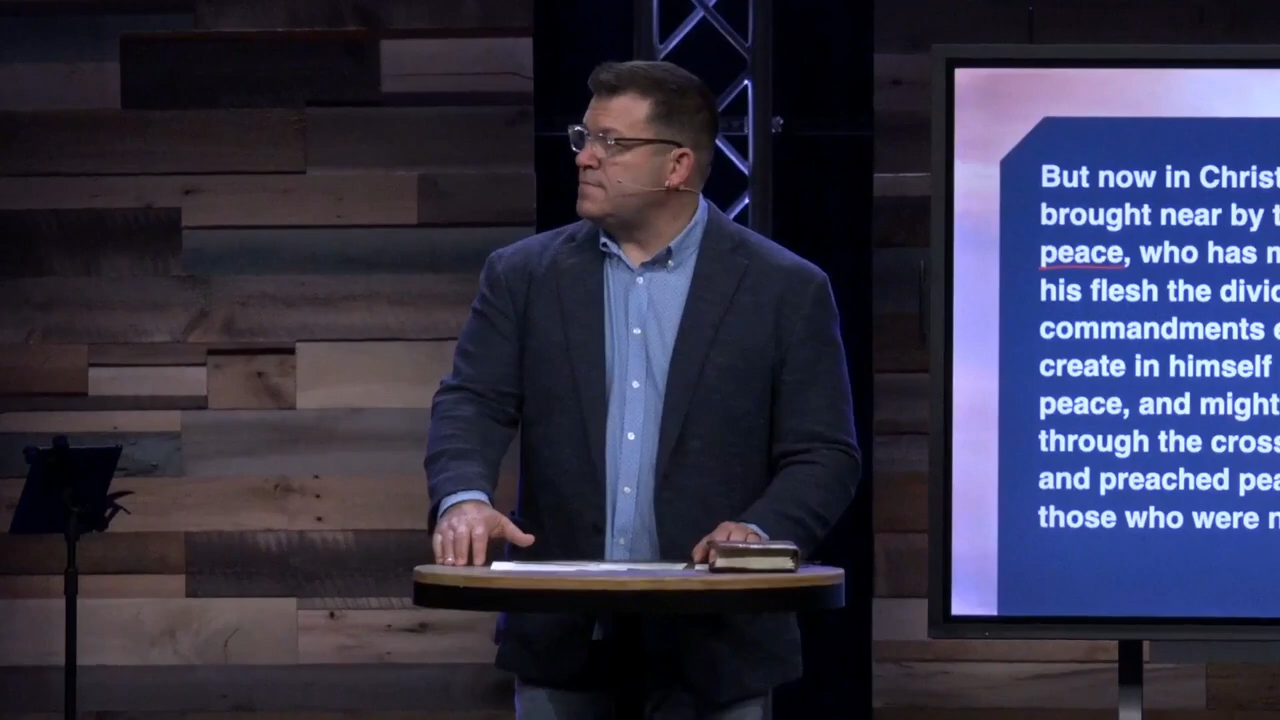 But now in Christ
brought near by t
peace, who has m
his flesh the divid
commandments e
create in himself
peace, and might
through the cross
and preached pea
those who were n